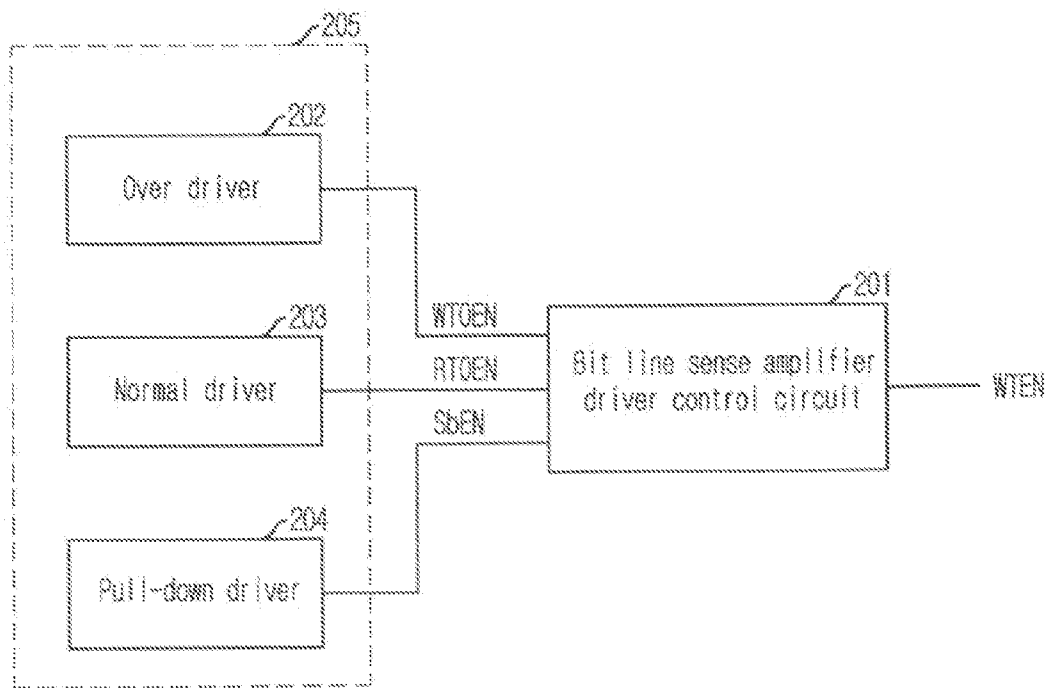 205
202
Over driver
201
203
WTOEN
Normal driver
RTOEN
Bit line sense amplifier
driver control circuit
WTEN
SbEN
204
Pull-down driver